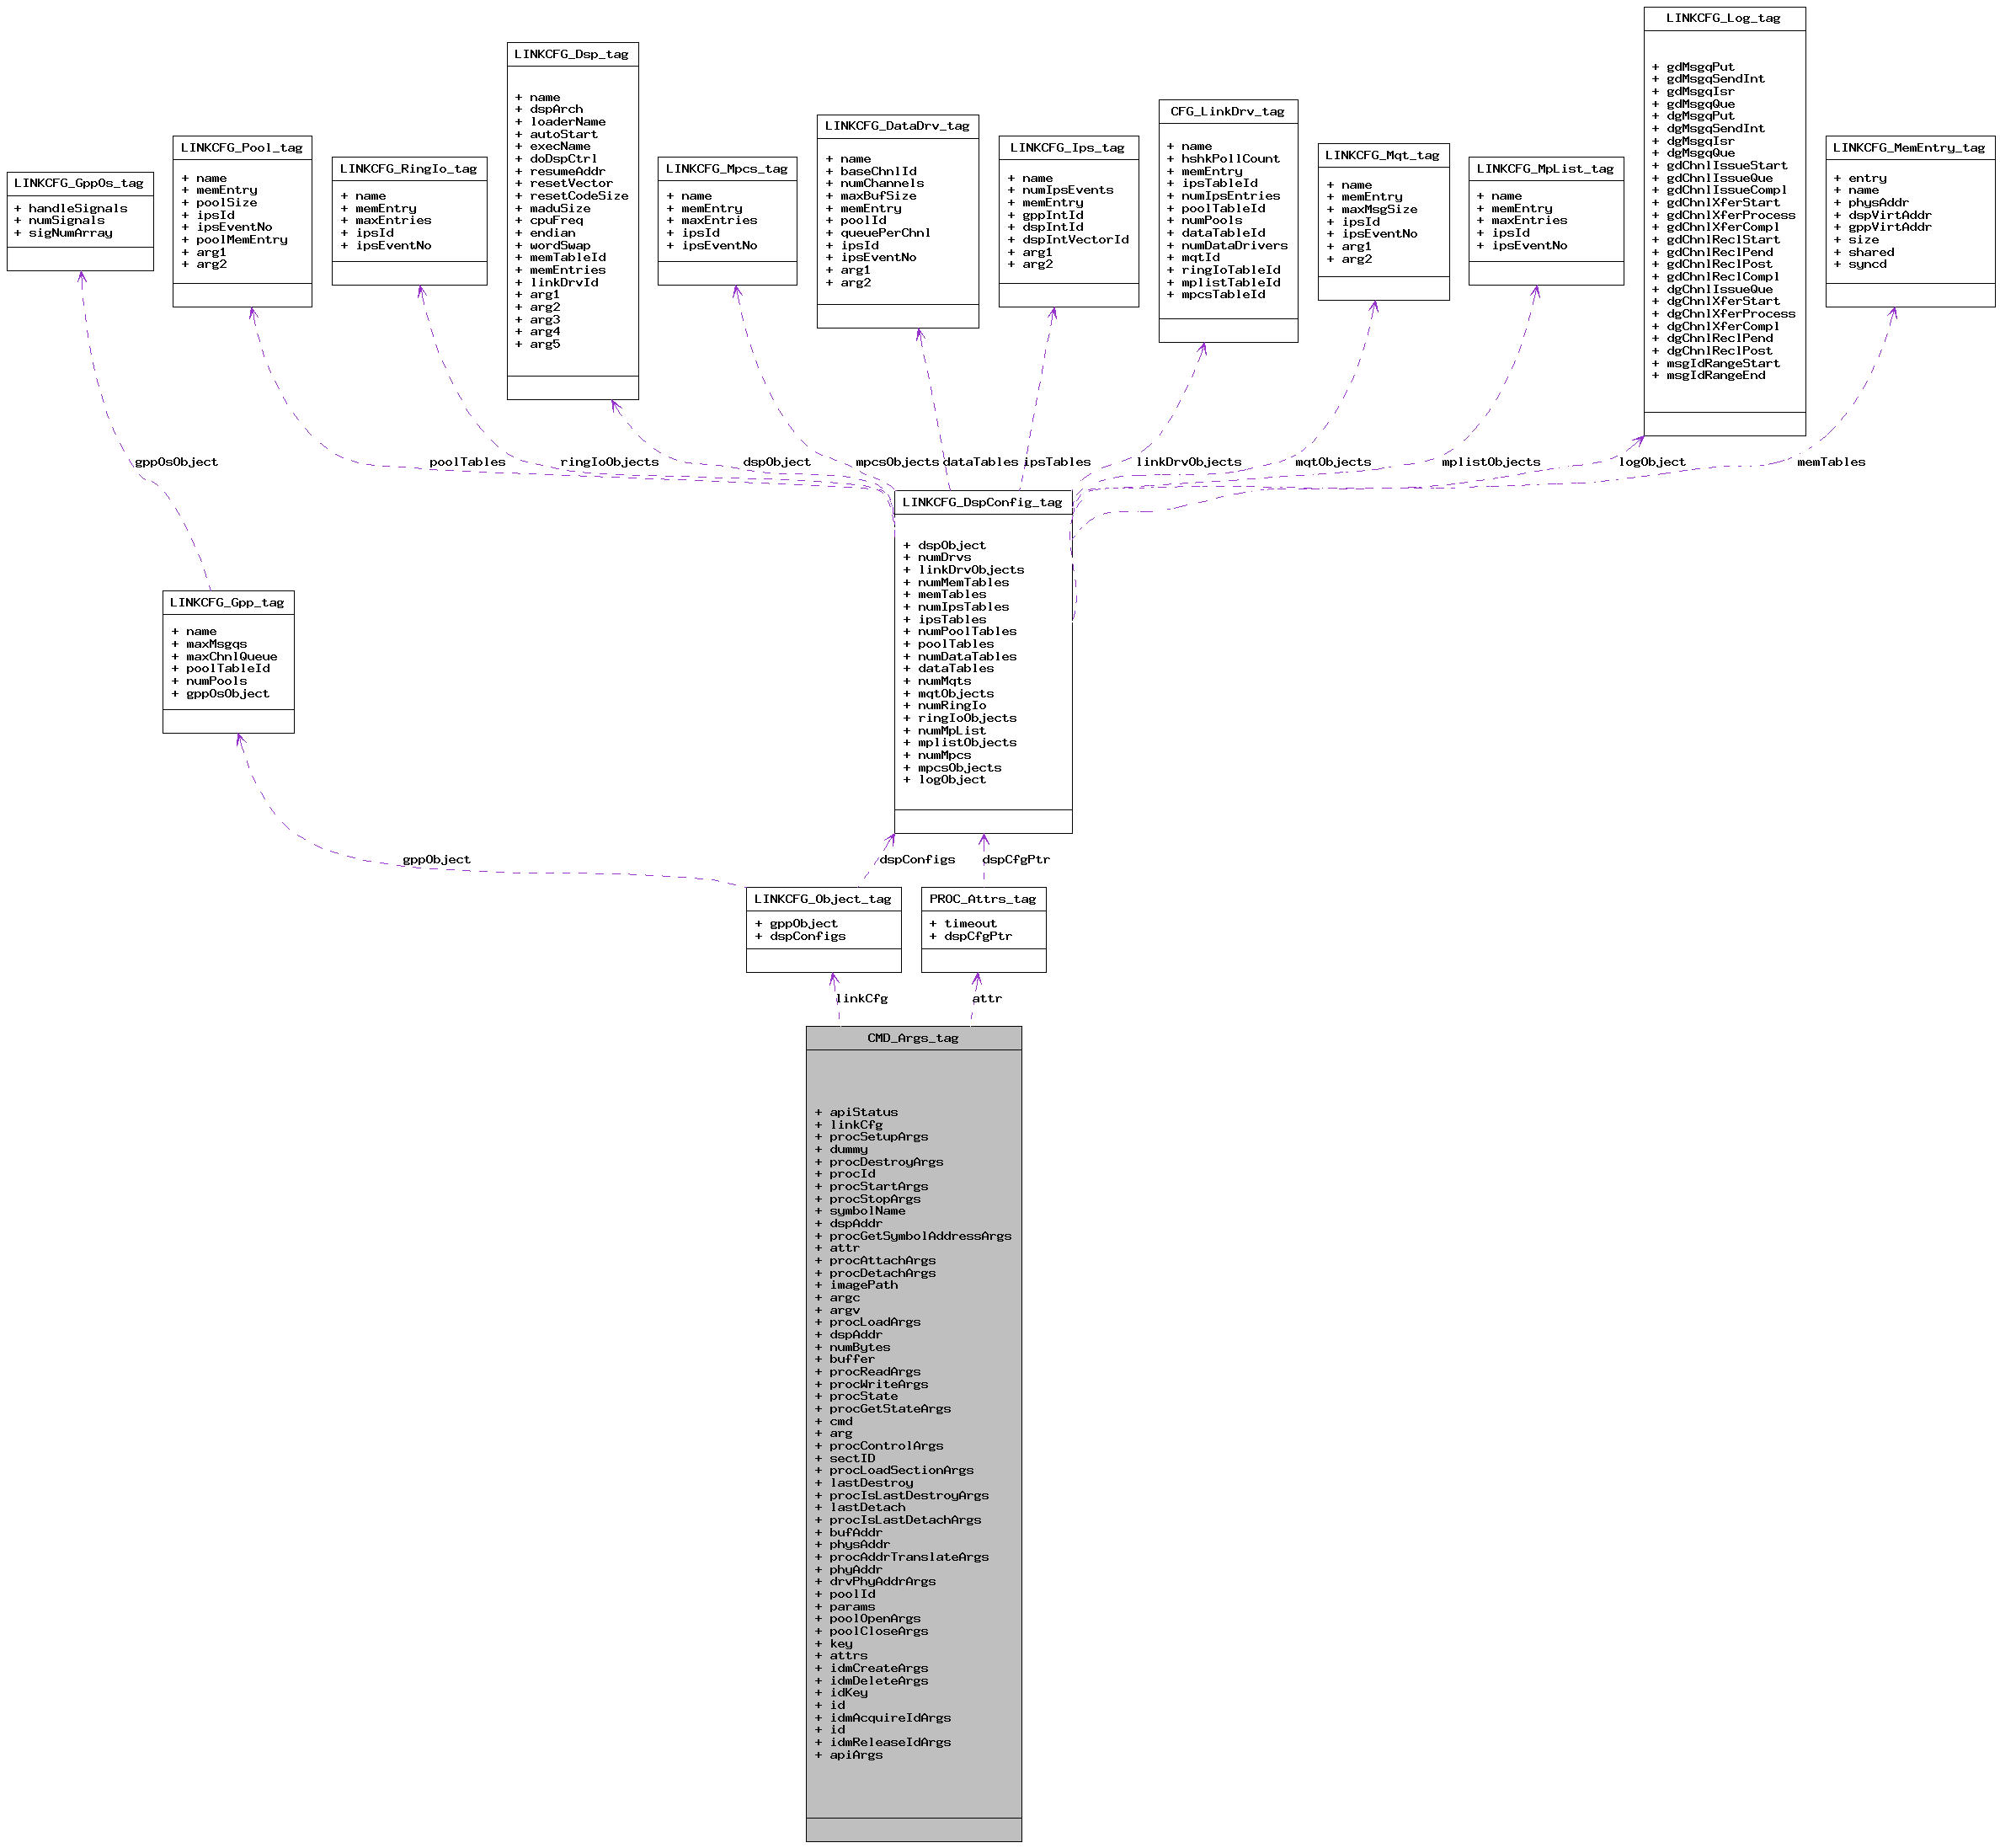 LINKCFG_GppOs_tag
+ handleSignals
+ numSignals
+ sigNumArray
LINKCFG_Pool_tag
+ name
+ memEntry
+ poolSize
+ ipsId
+ ipsEventNo
+ poolMemEntry
+ arg1
+ arg2
LINKCFG_RingIo_tag
+ name
+ memEntry
+ maxEntries
+ ipsId
+ ipsEventNo
LINKCFG_Dsp_tag
+ name
+ dspArch
+ loaderName
+ autoStart
+ execName
+ doDspCtrl
+ resumeAddr
+ resetVector
+ resetCodeSize
+ maduSize
+ cpuFreq
+ endian
+ wordSwap
+ memTableId
+ memEntries
+ linkDrvId
+ arg1
+ arg2
+ arg3
+ arg4
+ arg5
LINKCFG_Mpcs_tag
+ name
+ memEntry
+ maxEntries
+ ipsId
+ ipsEventNo
LINKCFG_DataDrv_tag
+ name
+ baseChnlId
+ numChannels
+ maxBufSize
+ memEntry
+ poolId
+ queuePerChnl
+ ipsId
+ ipsEventNo
+ arg1
+ arg2
LINKCFG_Ips_tag
+ name
+ numIpsEvents
+ memEntry
+ gppIntId
+ dspIntId
+ dspIntVectorId
+ arg1
+ arg2
CFG_LinkDrv_tag
+ name
+ hshkPollCount
+ memEntry
+ ipsTableId
+ numIpsEntries
+ poolTableId
+ numPools
+ dataTableId
+ numDataDrivers
+ mqtId
+ ringIoTableId
+ mplistTableId
+ mpcsTableId
LINKCFG_Mqt_tag
+ name
+ memEntry
+ maxMsgSize
+ ipsId
+ ipsEventNo
+ arg1
+ arg2
LINKCFG_MpList_tag
+ name
+ memEntry
+ maxEntries
+ ipsId
+ ipsEventNo
LINKCFG_Log_tag
+ gdMsgqPut
+ gdMsgqSendInt
+ gdMsgqIsr
+ gdMsgqQue
+ dgMsgqPut
+ dgMsgqSendInt
+ dgMsgqIsr
+ dgMsgqQue
+ gdChnlIssueStart
+ gdChnlIssueQue
+ gdChnlIssueCompl
+ gdChnlXferStart
+ gdChnlXferProcess
+ gdChnlXferCompl
+ gdChnlReclStart
+ gdChnlReclPend
+ gdChnlReclPost
+ gdChnlReclCompl
+ dgChnlIssueQue
+ dgChnlXferStart
+ dgChnlXferProcess
+ dgChnlXferCompl
+ dgChnlReclPend
+ dgChnlReclPost
+ msgIdRangeStart
+ msgIdRangeEnd
LINKCFG_MemEntry_tag
+ entry
+ name
+ physAddr
+ dspVirtAddr
+ gppVirtAddr
+ size
+ shared
+ syncd
gppOsObject
poolTables
ringIoObjects
dspObject
mpcsObjects
dataTables
ipsTables
linkDrvObjects
mqtObjects
mplistObjects
logObject
memTables
LINKCFG_Gpp_tag
+ name
+ maxMsgqs
+ maxChnlQueue
+ poolTableId
+ numPools
+ gppOsObject
LINKCFG_DspConfig_tag
+ dspObject
+ numDrvs
+ linkDrvObjects
+ numMemTables
+ memTables
+ numIpsTables
+ ipsTables
+ numPoolTables
+ poolTables
+ numDataTables
+ dataTables
+ numMqts
+ mqtObjects
+ numRingIo
+ ringIoObjects
+ numMpList
+ mplistObjects
+ numMpcs
+ mpcsObjects
+ logObject
gppObject
dspConfigs
dspCfgPtr
LINKCFG_Object_tag
+ gppObject
+ dspConfigs
PROC_Attrs_tag
+ timeout
+ dspCfgPtr
linkCfg
attr
CMD_Args_tag
+ apiStatus
+ linkCfg
+ procSetupArgs
+ dummy
+ procDestroyArgs
+ procId
+ procStartArgs
+ procStopArgs
+ symbolName
+ dspAddr
+ procGetSymbolAddressArgs
+ attr
+ procAttachArgs
+ procDetachArgs
+ imagePath
+ argc
+ argv
+ procLoadArgs
+ dspAddr
+ numBytes
+ buffer
+ procReadArgs
+ procWriteArgs
+ procState
+ procGetStateArgs
+ cmd
+ arg
+ procControlArgs
+ sectID
+ procLoadSectionArgs
+ lastDestroy
+ procIsLastDestroyArgs
+ lastDetach
+ procIsLastDetachArgs
+ bufAddr
+ physAddr
+ procAddrTranslateArgs
+ phyAddr
+ drvPhyAddrArgs
+ poolId
+ params
+ poolOpenArgs
+ poolCloseArgs
+ key
+ attrs
+ idmCreateArgs
+ idmDeleteArgs
+ idKey
+ id
+ idmAcquireIdArgs
+ id
+ idmReleaseIdArgs
+ apiArgs